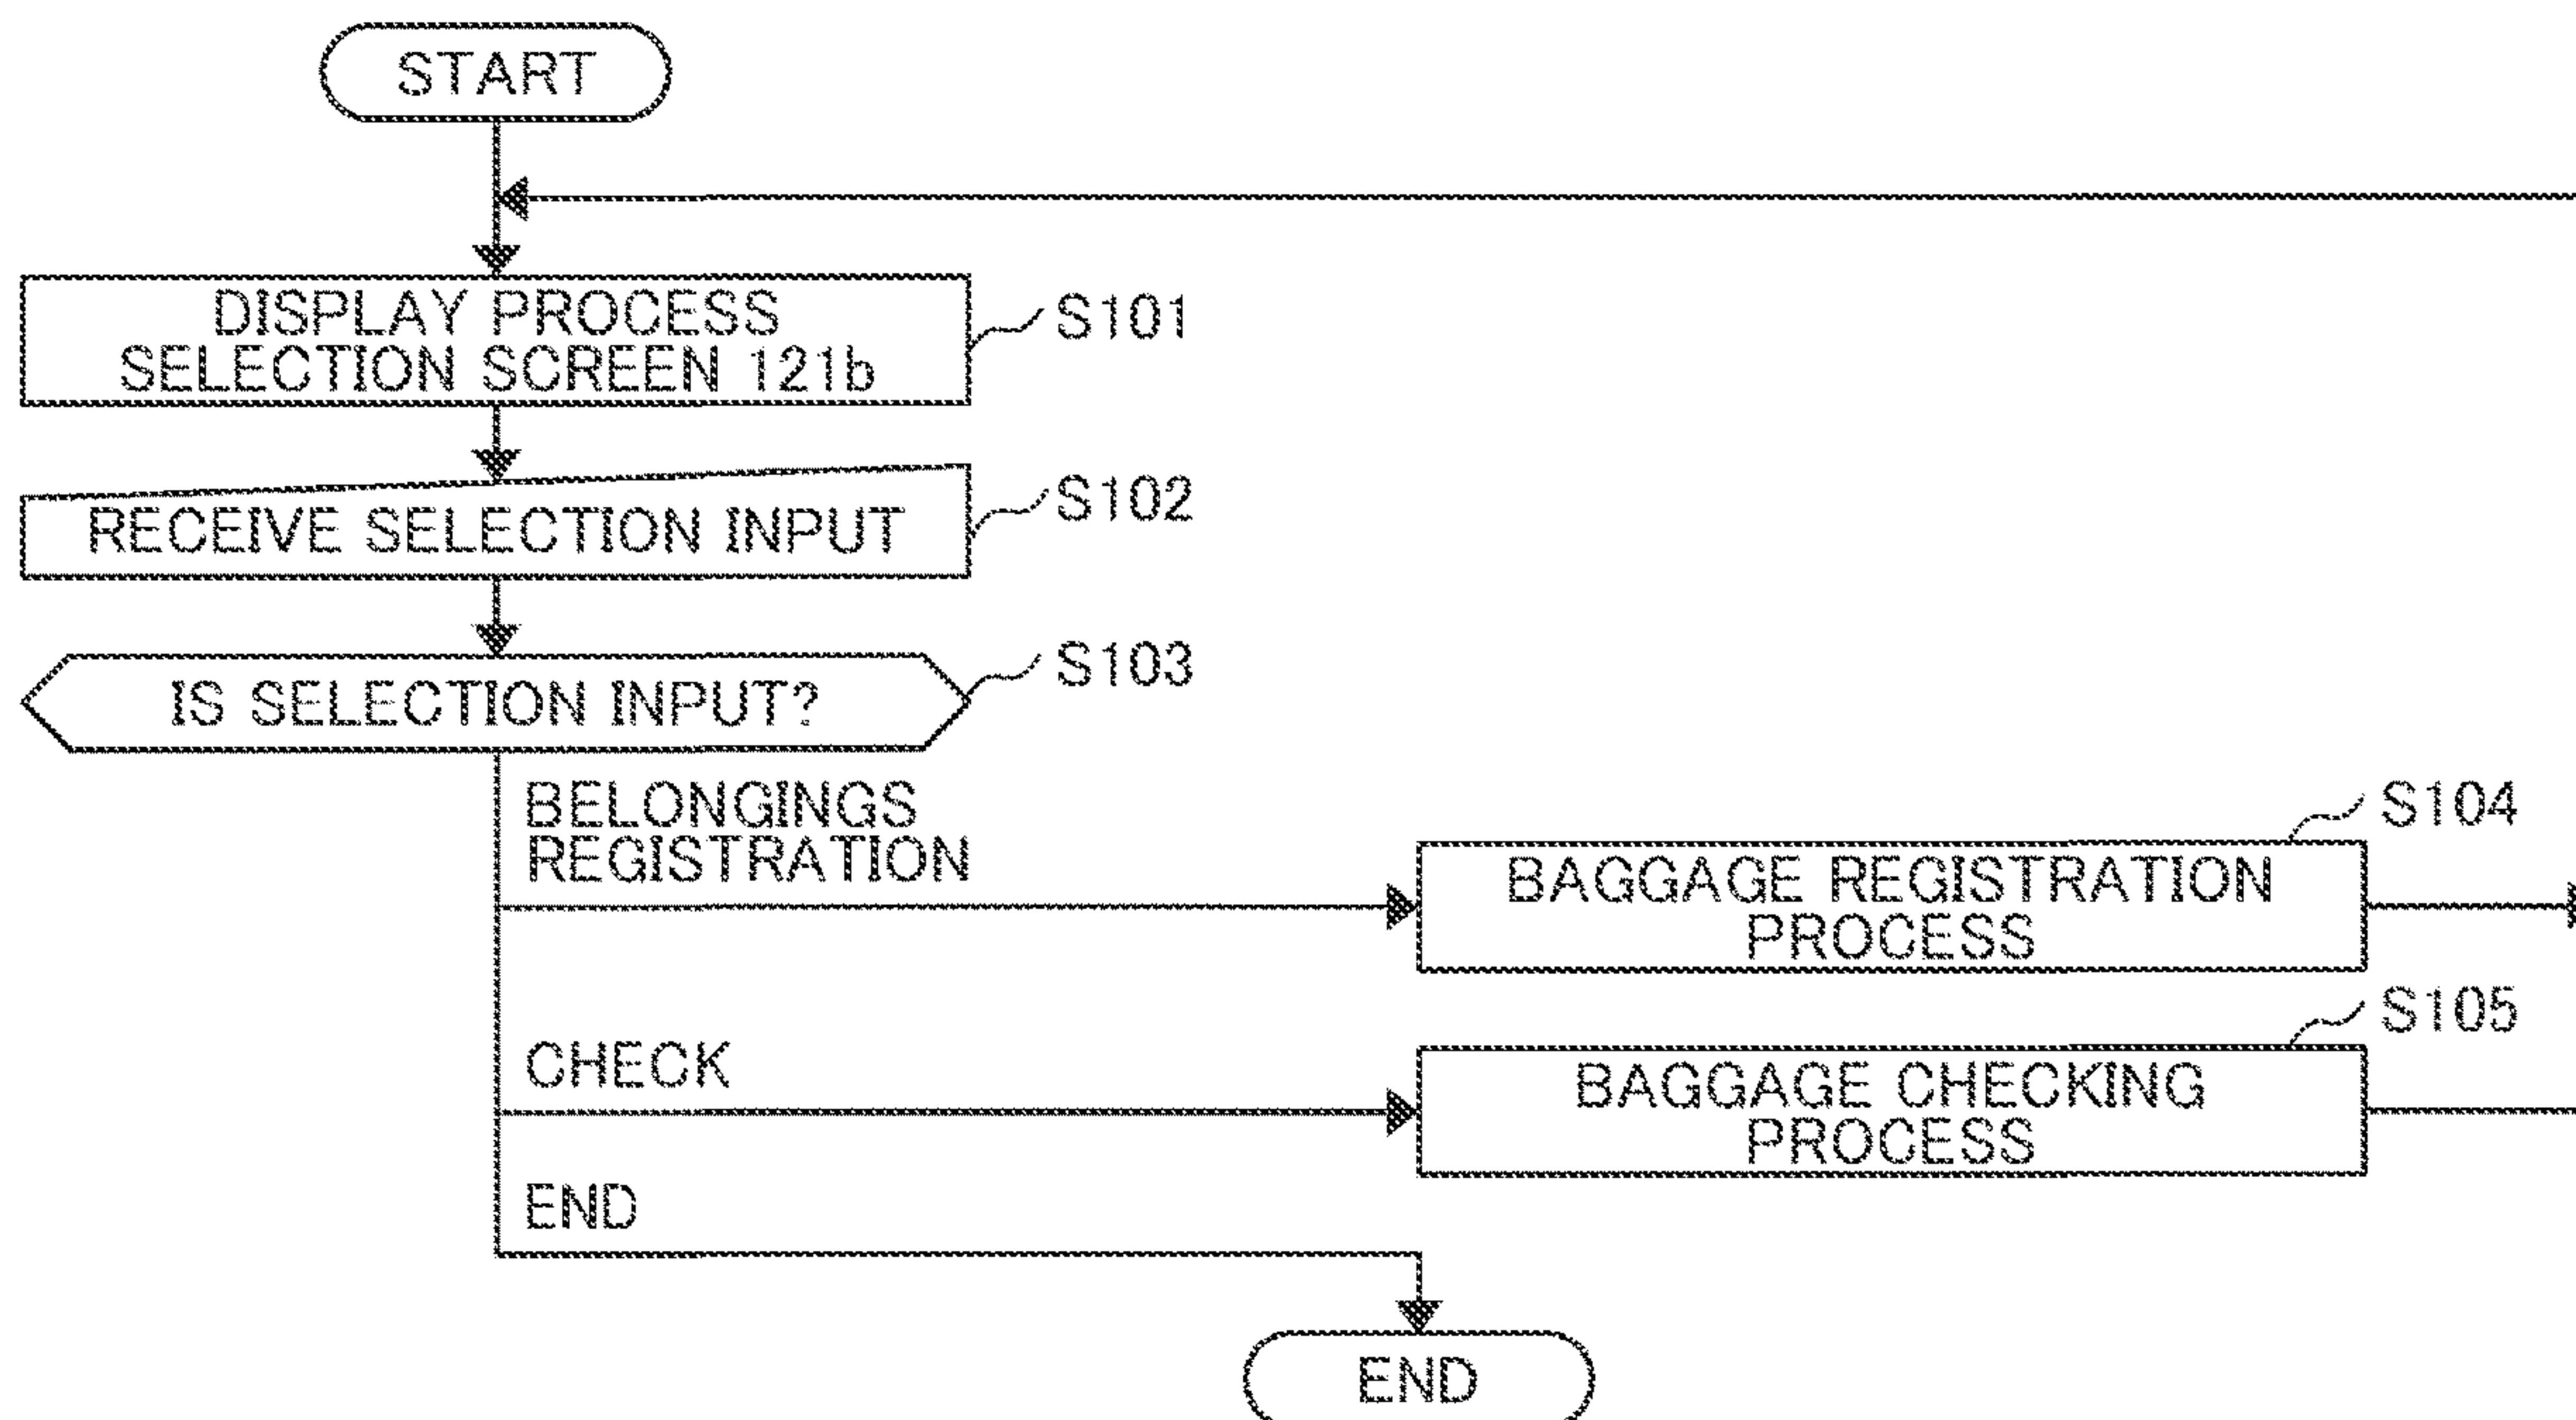 START
DISPLAY PROCESS
SELECTION SCREEN 121b
S101
RECEIVE SELECTION INPUT
S102
IS SELECTION INPUT?
S103
BELONGINGS
REGISTRATION
BAGGAGE REGISTRATION
PROCESS
S104
CHECK
BAGGAGE CHECKING
PROCESS
S105
END
END